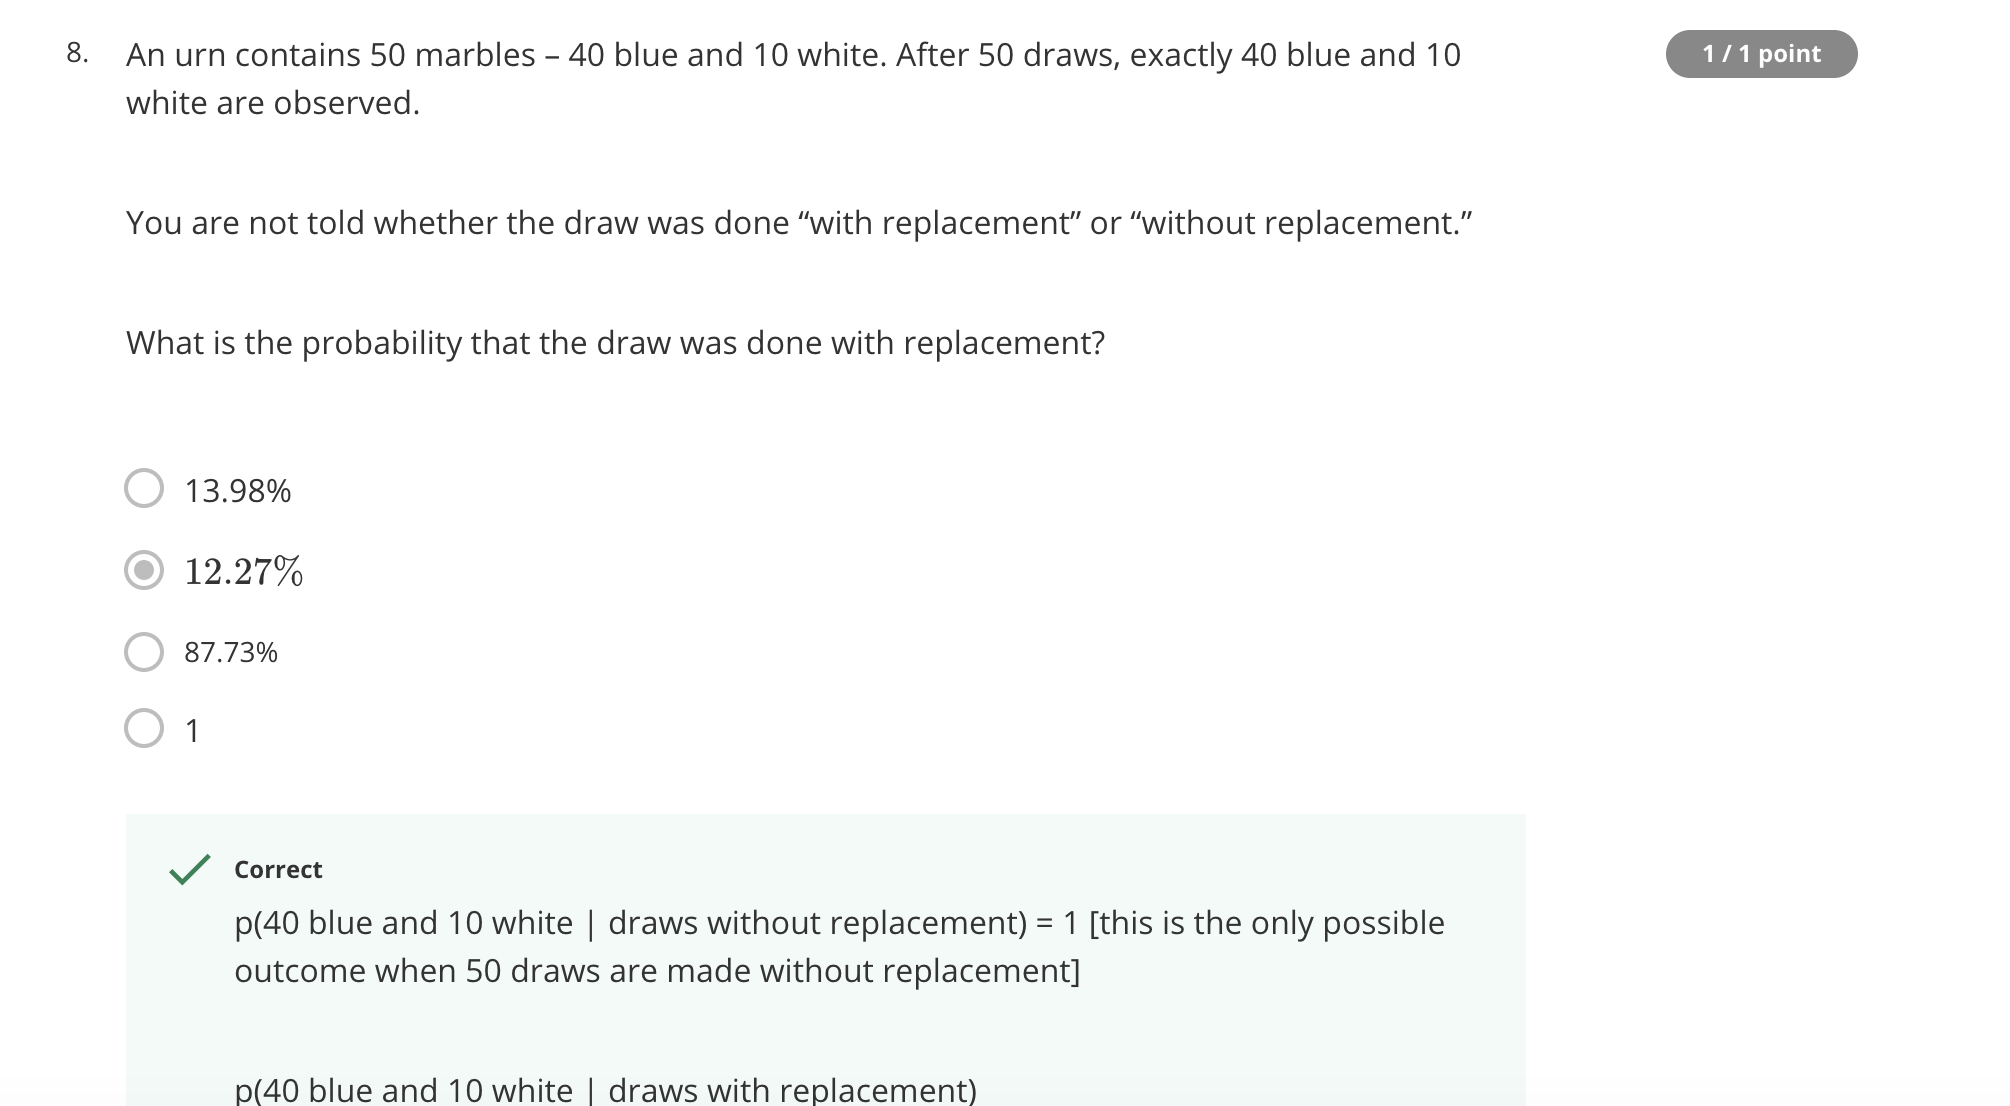 8. An urn contains 50 marbles – 40 blue and 10 white. After 50 draws, exactly 40 blue and 10
1 / 1 point
white are observed.
You are not told whether the draw was done “with replacement” or “without replacement.”
What is the probability that the draw was done with replacement?
13.98%
12.27%
87.73%
1
Correct
p(40 blue and 10 white | draws without replacement) = 1 [this is the only possible
outcome when 50 draws are made without replacement]
p(40 blue and 10 white | draws with replacement)